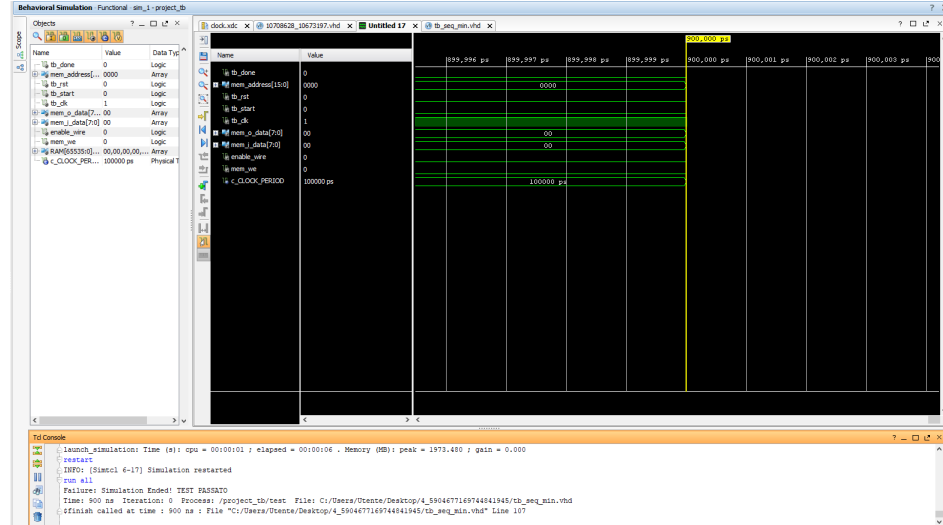 Behavioral Simulation - Functional - sim_1 - project_tb
Scope
Objects
Name Value Data Typ
tb_done 0 Logic
mem_address[... 0000 Array
tb_rst 0 Logic
tb_start 0 Logic
tb_clk 1 Logic
mem_o_data[7... 00 Array
mem_i_data[7:0] 00 Array
enable_wire 0 Logic
mem_we 0 Logic
RAM[65535:0]... 00,00,00,00,... Array
c_CLOCK_PER... 100000 ps Physical T
clock.xdc 10708628_10673197.vhd Untitled 17 tb_seq_min.vhd
900,000 ps
Name Value
899,996 ps 899,997 ps 899,998 ps 899,999 ps 900,000 ps 900,001 ps 900,002 ps 900,003 ps 900
tb_done 0
mem_address[15:0] 0000 0000
tb_rst 0
tb_start 0
tb_clk 1
mem_o_data[7:0] 00 00
mem_i_data[7:0] 00 00
enable_wire 0
mem_we 0
c_CLOCK_PERIOD 100000 ps 100000 ps
Tcl Console
launch_simulation: Time (s): cpu = 00:00:01 ; elapsed = 00:00:06 . Memory (MB): peak = 1973.480 ; gain = 0.000
restart
INFO: [Simtcl 6-17] Simulation restarted
run all
Failure: Simulation Ended! TEST PASSATO
Time: 900 ns Iteration: 0 Process: /project_tb/test File: C:/Users/Utente/Desktop/4_5904677169744841945/tb_seq_min.vhd
$finish called at time : 900 ns : File "C:/Users/Utente/Desktop/4_5904677169744841945/tb_seq_min.vhd" Line 107